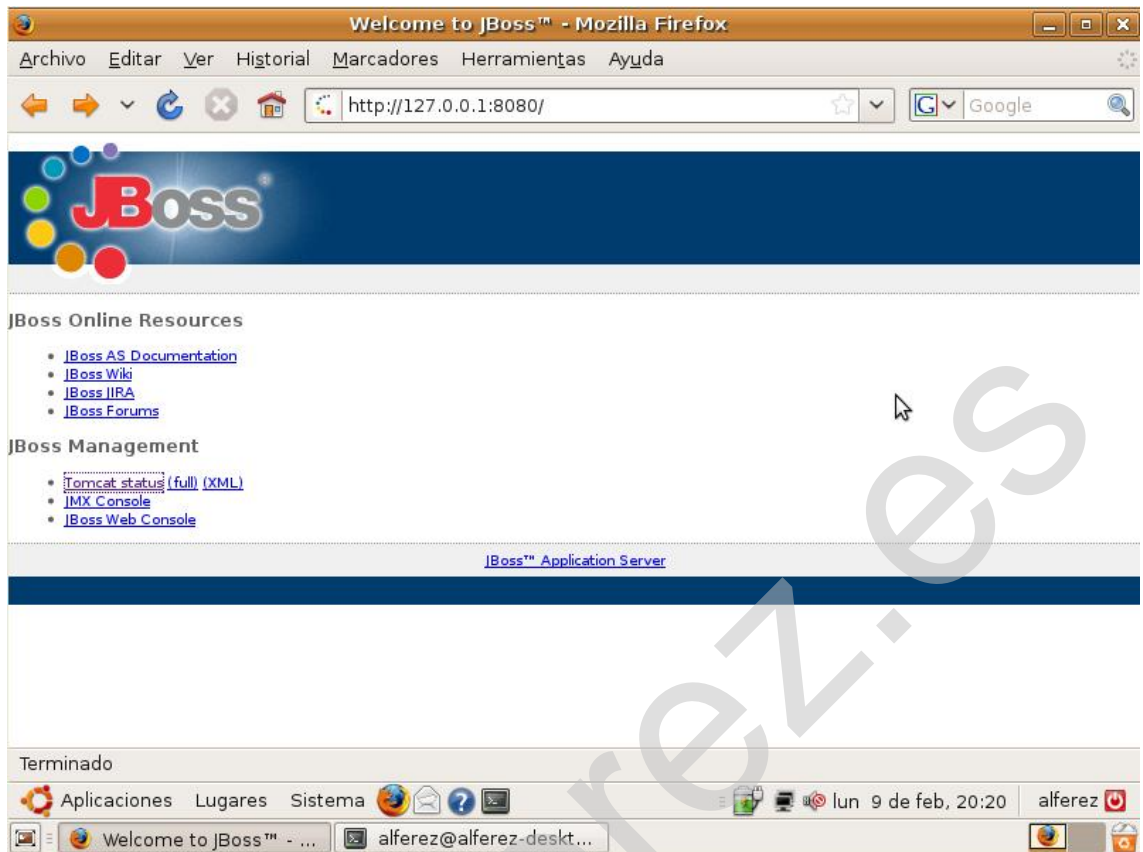 Welcome to JBoss™ - Mozilla Firefox
Archivo Editar Ver Historial Marcadores Herramientas Ayuda
http://127.0.0.1:8080/ G Google
JBoss®
JBoss Online Resources
JBoss AS Documentation
JBoss Wiki
JBoss JIRA
JBoss Forums
JBoss Management
Tomcat status (full) (XML)
JMX Console
JBoss Web Console
JBoss™ Application Server
Terminado
Aplicaciones Lugares Sistema lun 9 de feb, 20:20 alferez
Welcome to JBoss™ - ... alferez@alferez-deskt...
rez.es